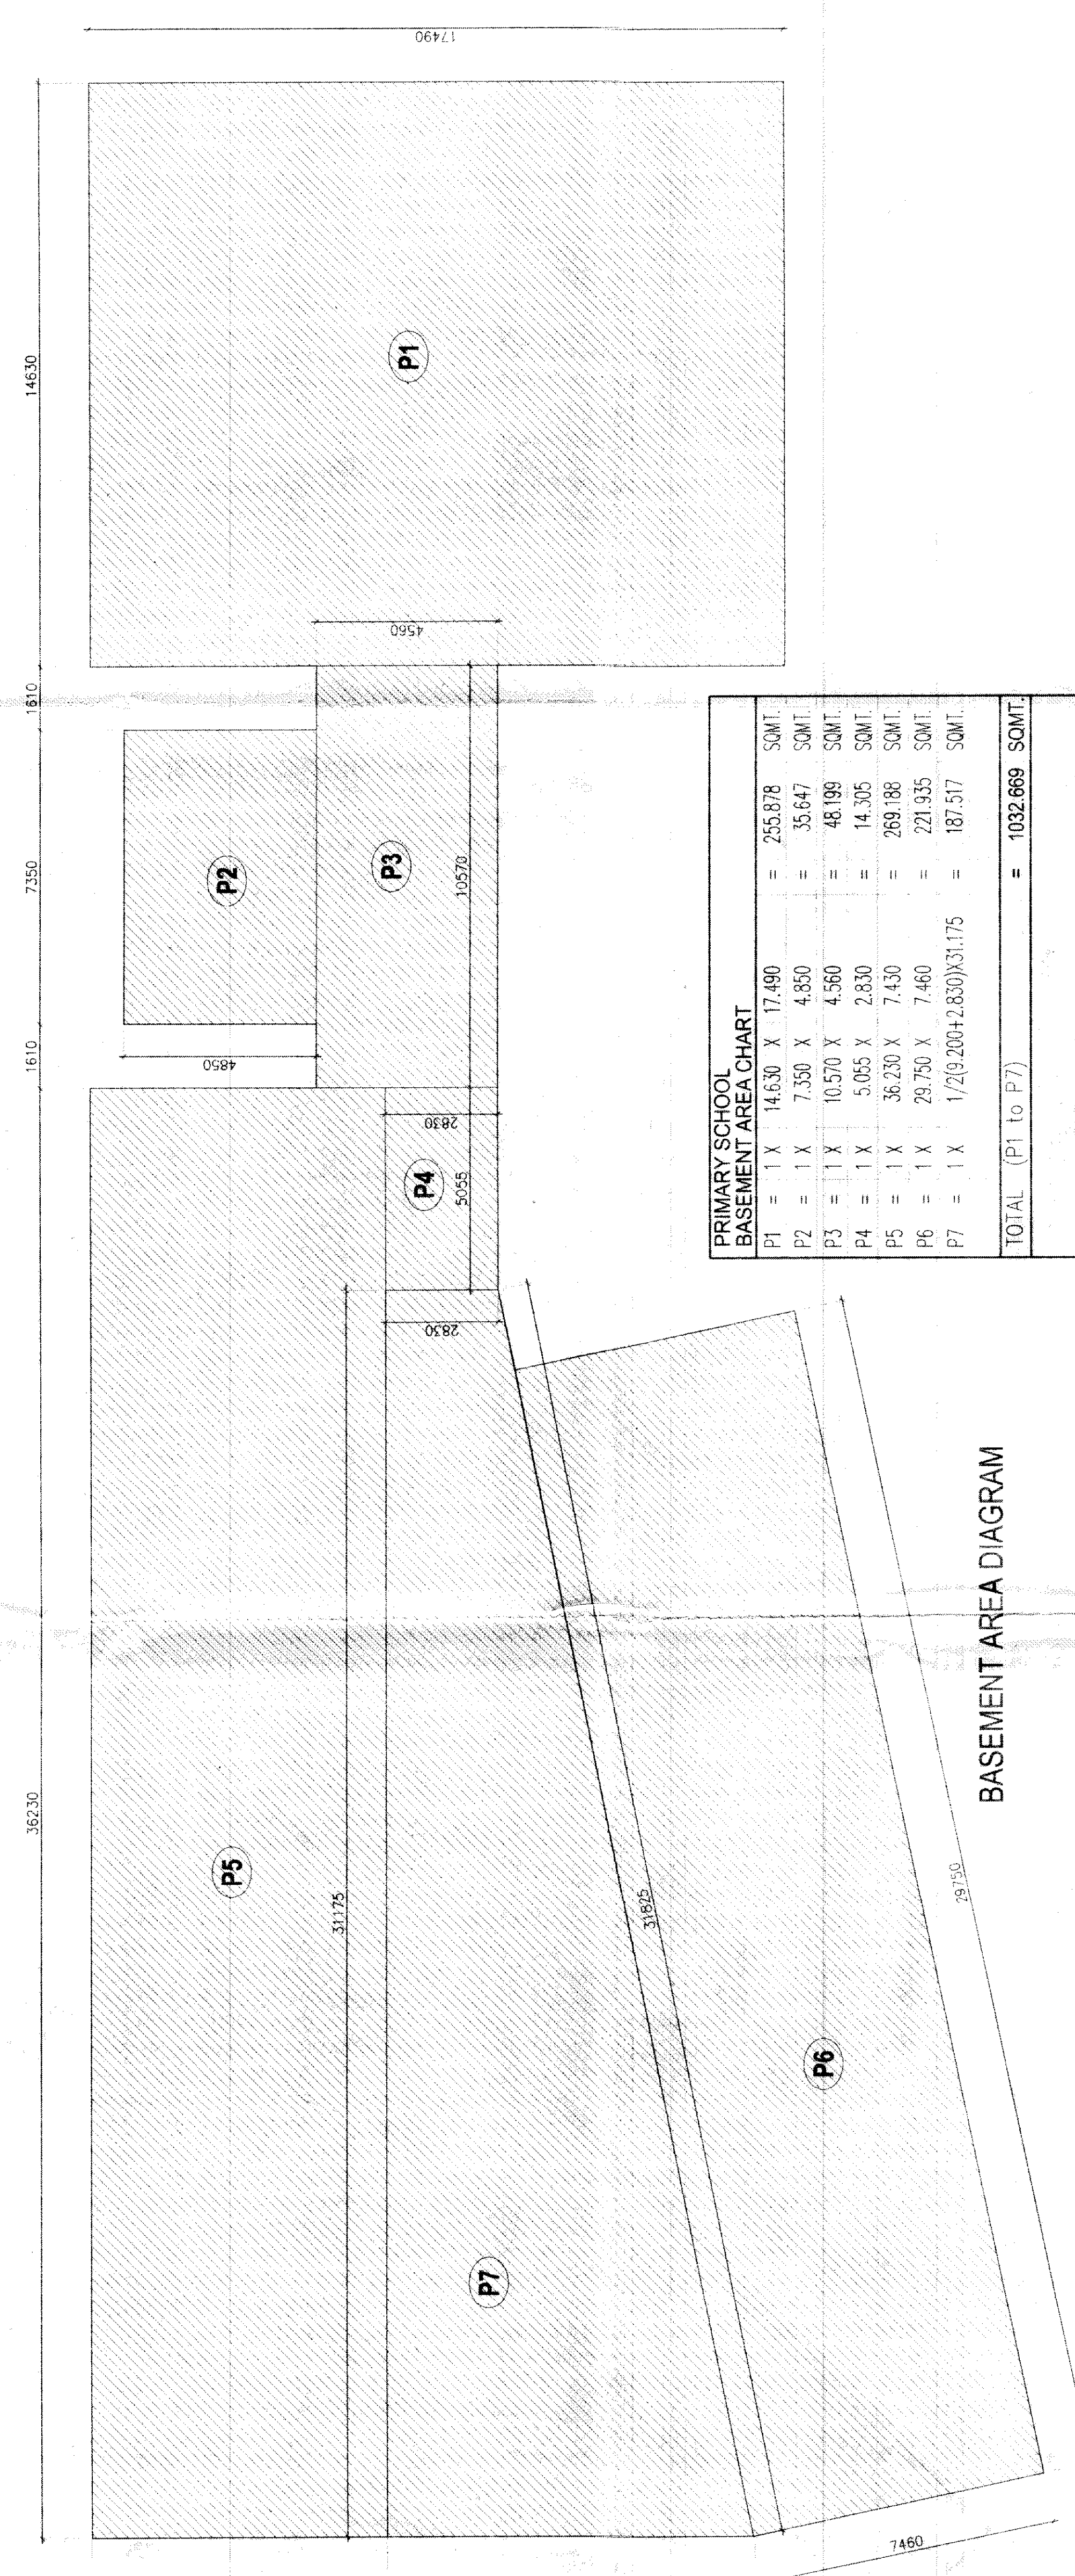 36230
1610
7350
1610
14630
17490
P5
P2
P1
4850
P3
4560
10570
31175
2830
P4
5055
2830
P7
31825
P6
29750
7460
PRIMARY SCHOOL
BASEMENT AREA CHART
P1 = 1 X 14.630 X 17.490 = 255.878 SQMT.
P2 = 1 X 7.350 X 4.850 = 35.647 SQMT.
P3 = 1 X 10.570 X 4.560 = 48.199 SQMT.
P4 = 1 X 5.055 X 2.830 = 14.305 SQMT.
P5 = 1 X 36.230 X 7.430 = 269.188 SQMT.
P6 = 1 X 29.750 X 7.460 = 221.935 SQMT.
P7 = 1 X 1/2(9.200+2.830)X31.175 = 187.517 SQMT.
TOTAL (P1 to P7) = 1032.669 SQMT.
BASEMENT AREA DIAGRAM